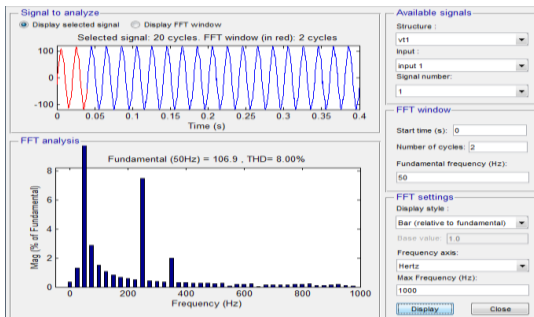 Signal to analyze
Display selected signal
Display FFT window
Selected signal: 20 cycles. FFT window (in red): 2 cycles
100
0
-100
0
0.05
0.1
0.15
0.2
0.25
0.3
0.35
0.4
Time (s)
FFT analysis
Fundamental (50Hz) = 106.9 , THD= 8.00%
Mag (% of Fundamental)
8
6
4
2
0
0
200
400
600
800
1000
Frequency (Hz)
Available signals
Structure :
vt1
Input :
input 1
Signal number:
1
FFT window
Start time (s): 0
Number of cycles: 2
Fundamental frequency (Hz):
50
FFT settings
Display style :
Bar (relative to fundamental)
Base value: 1.0
Frequency axis:
Hertz
Max Frequency (Hz):
1000
Display
Close